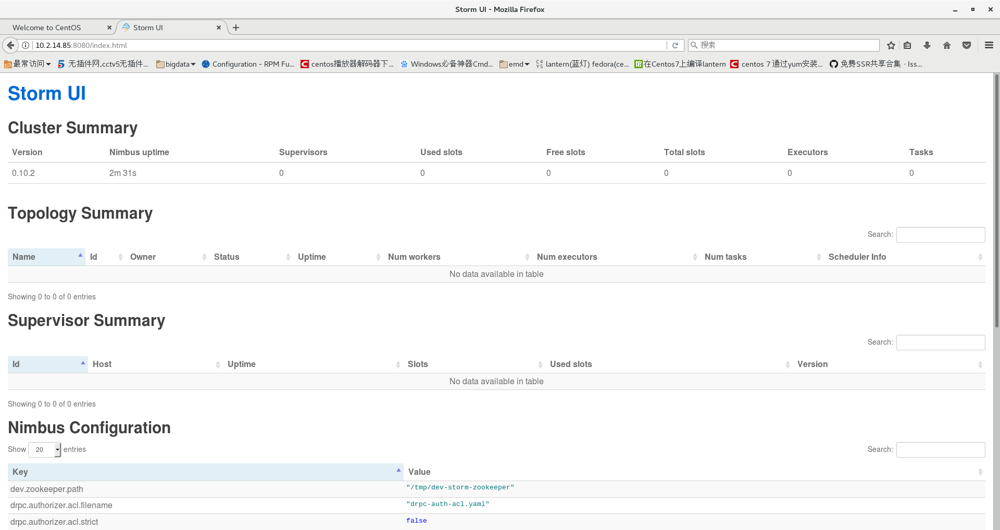 Storm UI - Mozilla Firefox
Welcome to CentOS
Storm UI
10.2.14.85:8080/index.html
搜索
最常访问
无插件网,cctv5无插件...
bigdata
Configuration - RPM Fu...
centos播放器解码器下...
Windows必备神器Cmd...
emd
lantern(蓝灯) fedora(ce...
在Centos7上编译lantern
centos 7 通过yum安装...
免费SSR共享合集 · Iss...
Storm UI
Cluster Summary
Version Nimbus uptime Supervisors Used slots Free slots Total slots Executors Tasks
0.10.2 2m 31s 0 0 0 0 0 0
Topology Summary
Search:
Name Id Owner Status Uptime Num workers Num executors Num tasks Scheduler Info
No data available in table
Showing 0 to 0 of 0 entries
Supervisor Summary
Search:
Id Host Uptime Slots Used slots Version
No data available in table
Showing 0 to 0 of 0 entries
Nimbus Configuration
Show 20 entries
Search:
Key Value
dev.zookeeper.path "/tmp/dev-storm-zookeeper"
drpc.authorizer.acl.filename "drpc-auth-acl.yaml"
drpc.authorizer.acl.strict false